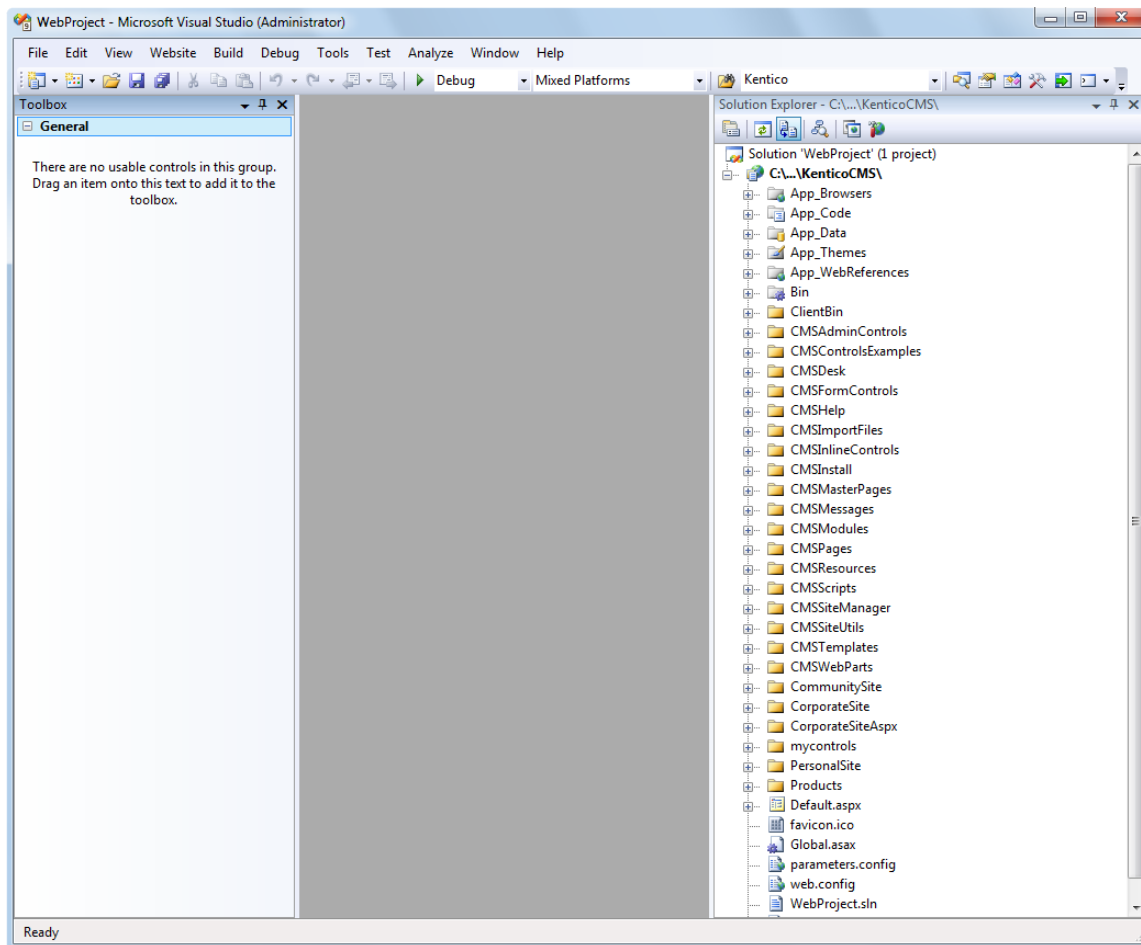 WebProject - Microsoft Visual Studio (Administrator)
File Edit View Website Build Debug Tools Test Analyze Window Help
Debug Mixed Platforms Kentico
Toolbox
General
There are no usable controls in this group.
Drag an item onto this text to add it to the
toolbox.
Solution Explorer - C:\...\KenticoCMS\
Solution 'WebProject' (1 project)
C:\...\KenticoCMS\
App_Browsers
App_Code
App_Data
App_Themes
App_WebReferences
Bin
ClientBin
CMSAdminControls
CMSControlsExamples
CMSDesk
CMSFormControls
CMSHelp
CMSImportFiles
CMSInlineControls
CMSInstall
CMSMasterPages
CMSMessages
CMSModules
CMSPages
CMSResources
CMSScripts
CMSSiteManager
CMSSiteUtils
CMSTemplates
CMSWebParts
CommunitySite
CorporateSite
CorporateSiteAspx
mycontrols
PersonalSite
Products
Default.aspx
favicon.ico
Global.asax
parameters.config
web.config
WebProject.sln
Ready